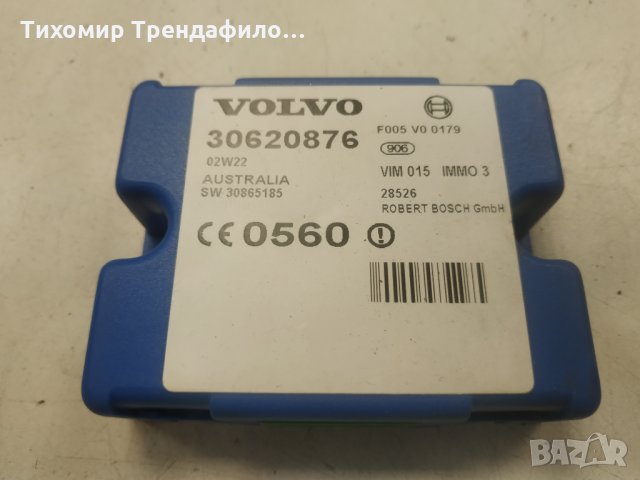 Тихомир Трендафило...
VOLVO
30620876
02W22
AUSTRALIA
SW 30865185
CE 0560
F005 V0 0179
906
VIM 015 IMMO 3
28526
ROBERT BOSCH GmbH
BAZAR